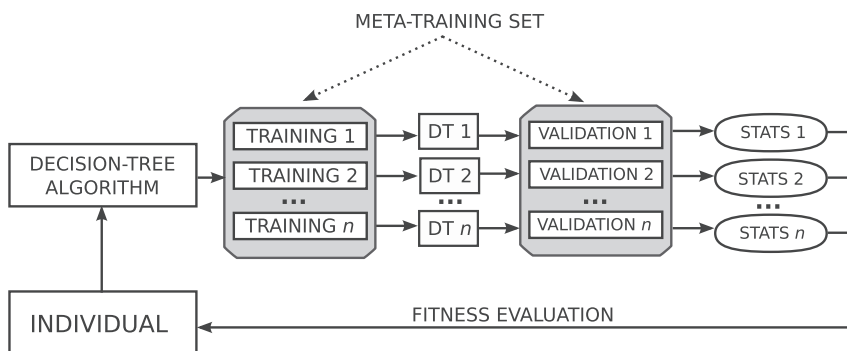 META-TRAINING SET
DECISION-TREE
ALGORITHM
TRAINING 1
TRAINING 2
...
TRAINING n
DT 1
DT 2
...
DT n
VALIDATION 1
VALIDATION 2
...
VALIDATION n
STATS 1
STATS 2
...
STATS n
INDIVIDUAL
FITNESS EVALUATION